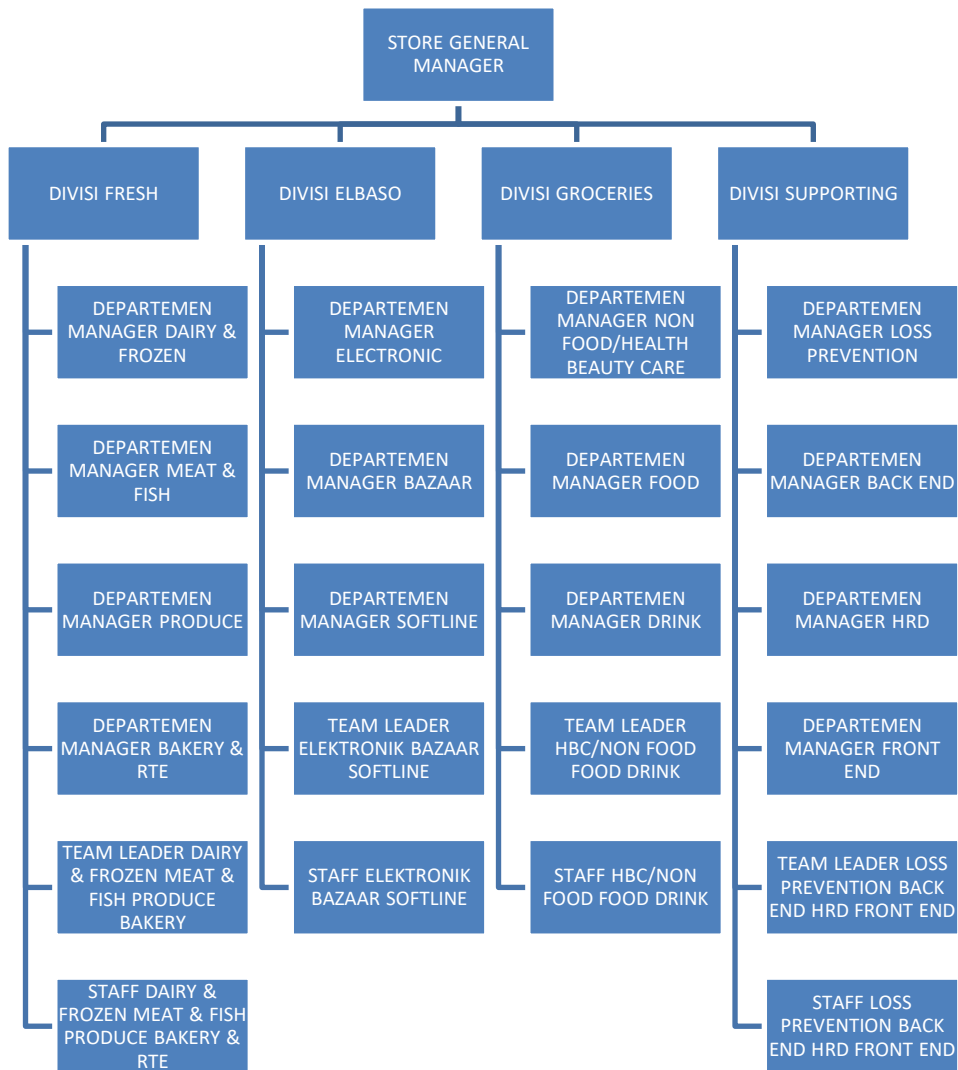 STORE GENERAL
MANAGER
DIVISI FRESH
DIVISI ELBASO
DIVISI GROCERIES
DIVISI SUPPORTING
DEPARTEMEN
MANAGER DAIRY &
FROZEN
DEPARTEMEN
MANAGER MEAT &
FISH
DEPARTEMEN
MANAGER PRODUCE
DEPARTEMEN
MANAGER BAKERY &
RTE
TEAM LEADER DAIRY
& FROZEN MEAT &
FISH PRODUCE
BAKERY
STAFF DAIRY &
FROZEN MEAT & FISH
PRODUCE BAKERY &
RTE
DEPARTEMEN
MANAGER
ELECTRONIC
DEPARTEMEN
MANAGER BAZAAR
DEPARTEMEN
MANAGER SOFTLINE
TEAM LEADER
ELEKTRONIK BAZAAR
SOFTLINE
STAFF ELEKTRONIK
BAZAAR SOFTLINE
DEPARTEMEN
MANAGER NON
FOOD/HEALTH
BEAUTY CARE
DEPARTEMEN
MANAGER FOOD
DEPARTEMEN
MANAGER DRINK
TEAM LEADER
HBC/NON FOOD
FOOD DRINK
STAFF HBC/NON
FOOD FOOD DRINK
DEPARTEMEN
MANAGER LOSS
PREVENTION
DEPARTEMEN
MANAGER BACK END
DEPARTEMEN
MANAGER HRD
DEPARTEMEN
MANAGER FRONT
END
TEAM LEADER LOSS
PREVENTION BACK
END HRD FRONT END
STAFF LOSS
PREVENTION BACK
END HRD FRONT END